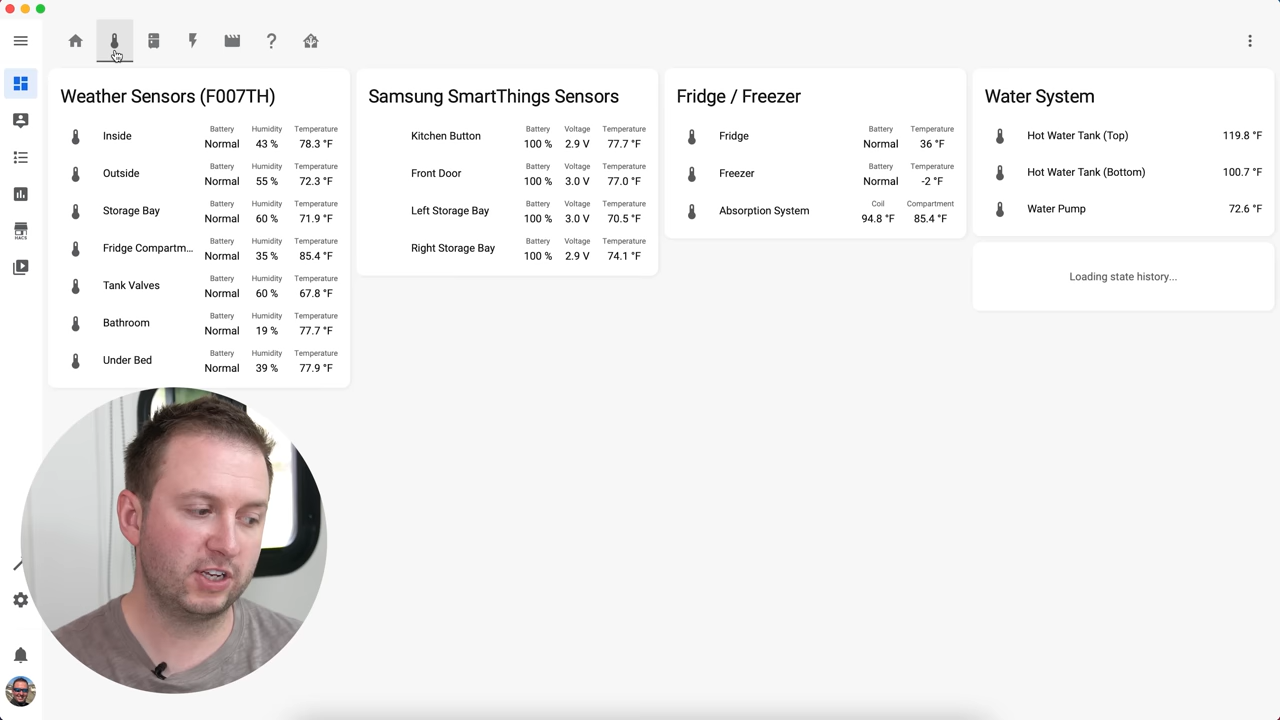 HACS
Weather Sensors (F007TH)
Inside
Battery Humidity Temperature
Normal 43 % 78.3 °F
Outside
Battery Humidity Temperature
Normal 55 % 72.3 °F
Storage Bay
Battery Humidity Temperature
Normal 60 % 71.9 °F
Fridge Compartm...
Battery Humidity Temperature
Normal 35 % 85.4 °F
Tank Valves
Battery Humidity Temperature
Normal 60 % 67.8 °F
Bathroom
Battery Humidity Temperature
Normal 19 % 77.7 °F
Under Bed
Battery Humidity Temperature
Normal 39 % 77.9 °F
Samsung SmartThings Sensors
Kitchen Button
Battery Voltage Temperature
100 % 2.9 V 77.7 °F
Front Door
Battery Voltage Temperature
100 % 3.0 V 77.0 °F
Left Storage Bay
Battery Voltage Temperature
100 % 3.0 V 70.5 °F
Right Storage Bay
Battery Voltage Temperature
100 % 2.9 V 74.1 °F
Fridge / Freezer
Fridge
Battery Temperature
Normal 36 °F
Freezer
Battery Temperature
Normal -2 °F
Absorption System
Coil Compartment
94.8 °F 85.4 °F
Water System
Hot Water Tank (Top) 119.8 °F
Hot Water Tank (Bottom) 100.7 °F
Water Pump 72.6 °F
Loading state history...